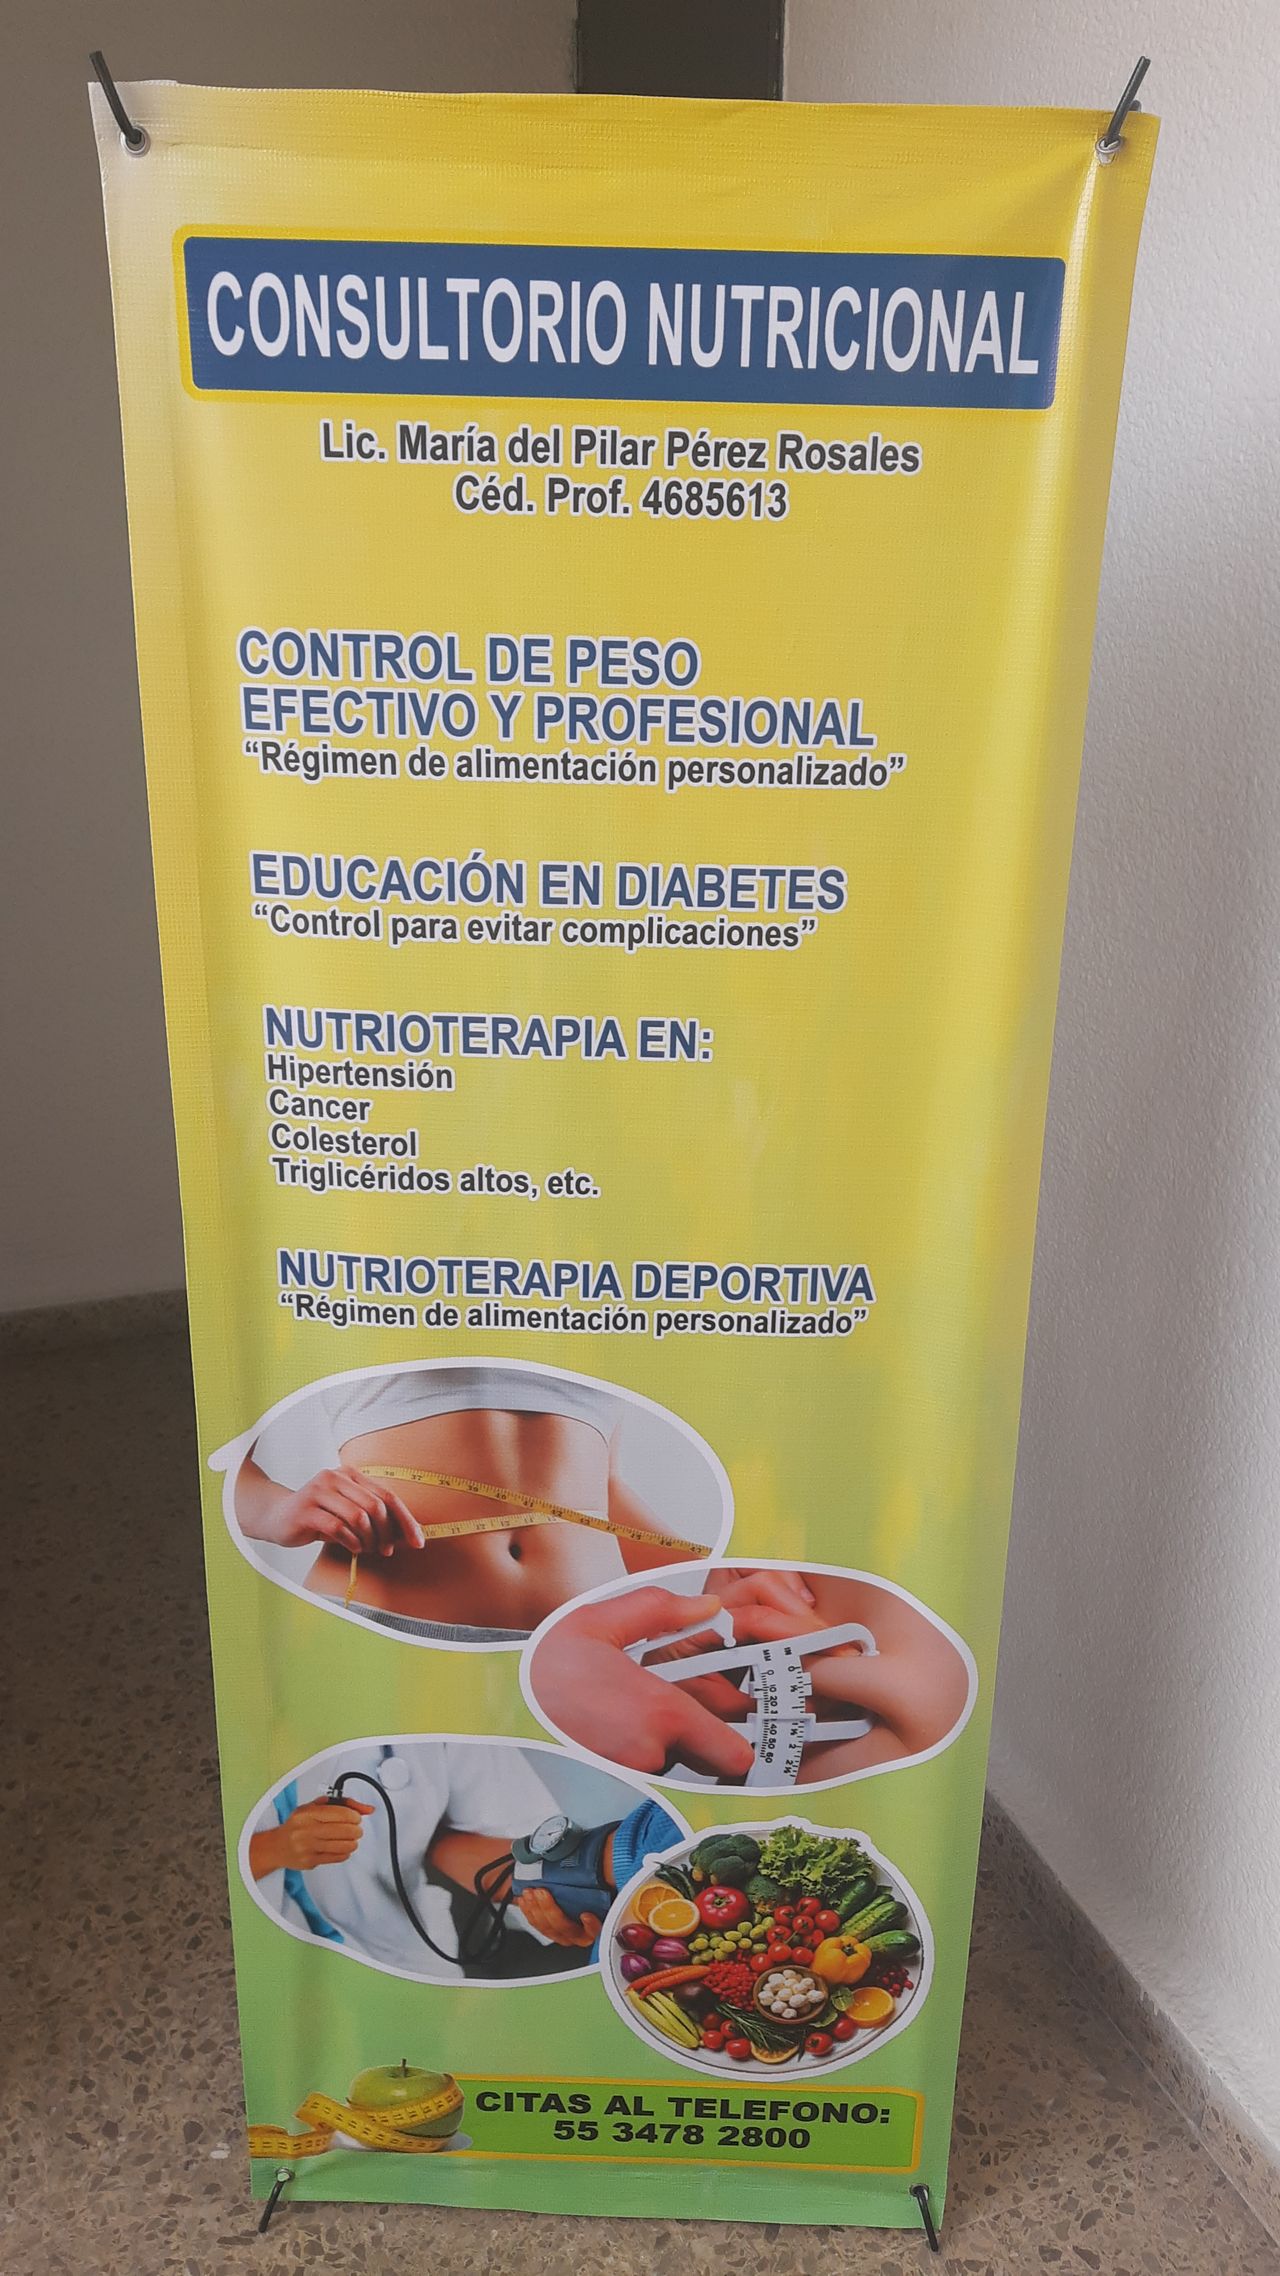 CONSULTORIO NUTRICIONAL
Lic. María del Pilar Pérez Rosales
Céd. Prof. 4685613
CONTROL DE PESO
EFECTIVO Y PROFESIONAL
“Régimen de alimentación personalizado”
EDUCACIÓN EN DIABETES
“Control para evitar complicaciones”
NUTRIOTERAPIA EN:
Hipertensión
Cancer
Colesterol
Triglicéridos altos, etc.
NUTRIOTERAPIA DEPORTIVA
“Régimen de alimentación personalizado”
CITAS AL TELEFONO:
55 3478 2800